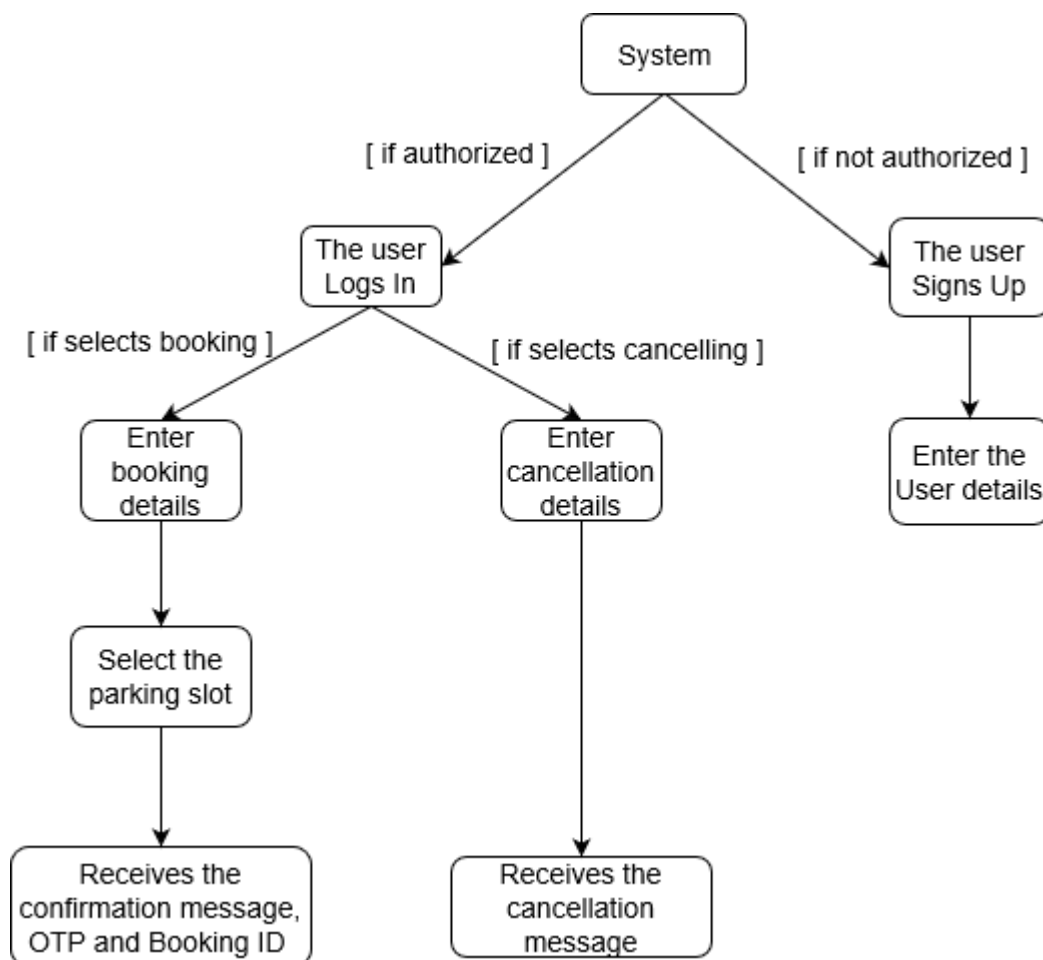 System
[ if authorized ]
[ if not authorized ]
The user
Logs In
The user
Signs Up
[ if selects booking ]
[ if selects cancelling ]
Enter
booking
details
Enter
cancellation
details
Enter the
User details
Select the
parking slot
Receives the
confirmation message,
OTP and Booking ID
Receives the
cancellation
message